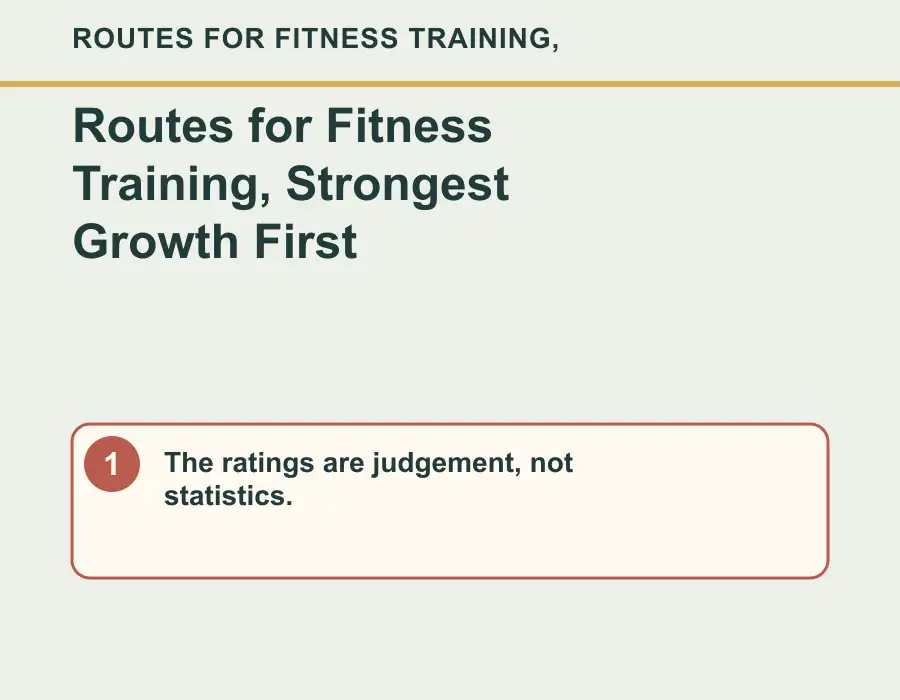 ROUTES FOR FITNESS TRAINING,
Routes for Fitness
Training, Strongest
Growth First
1
The ratings are judgement, not
statistics.